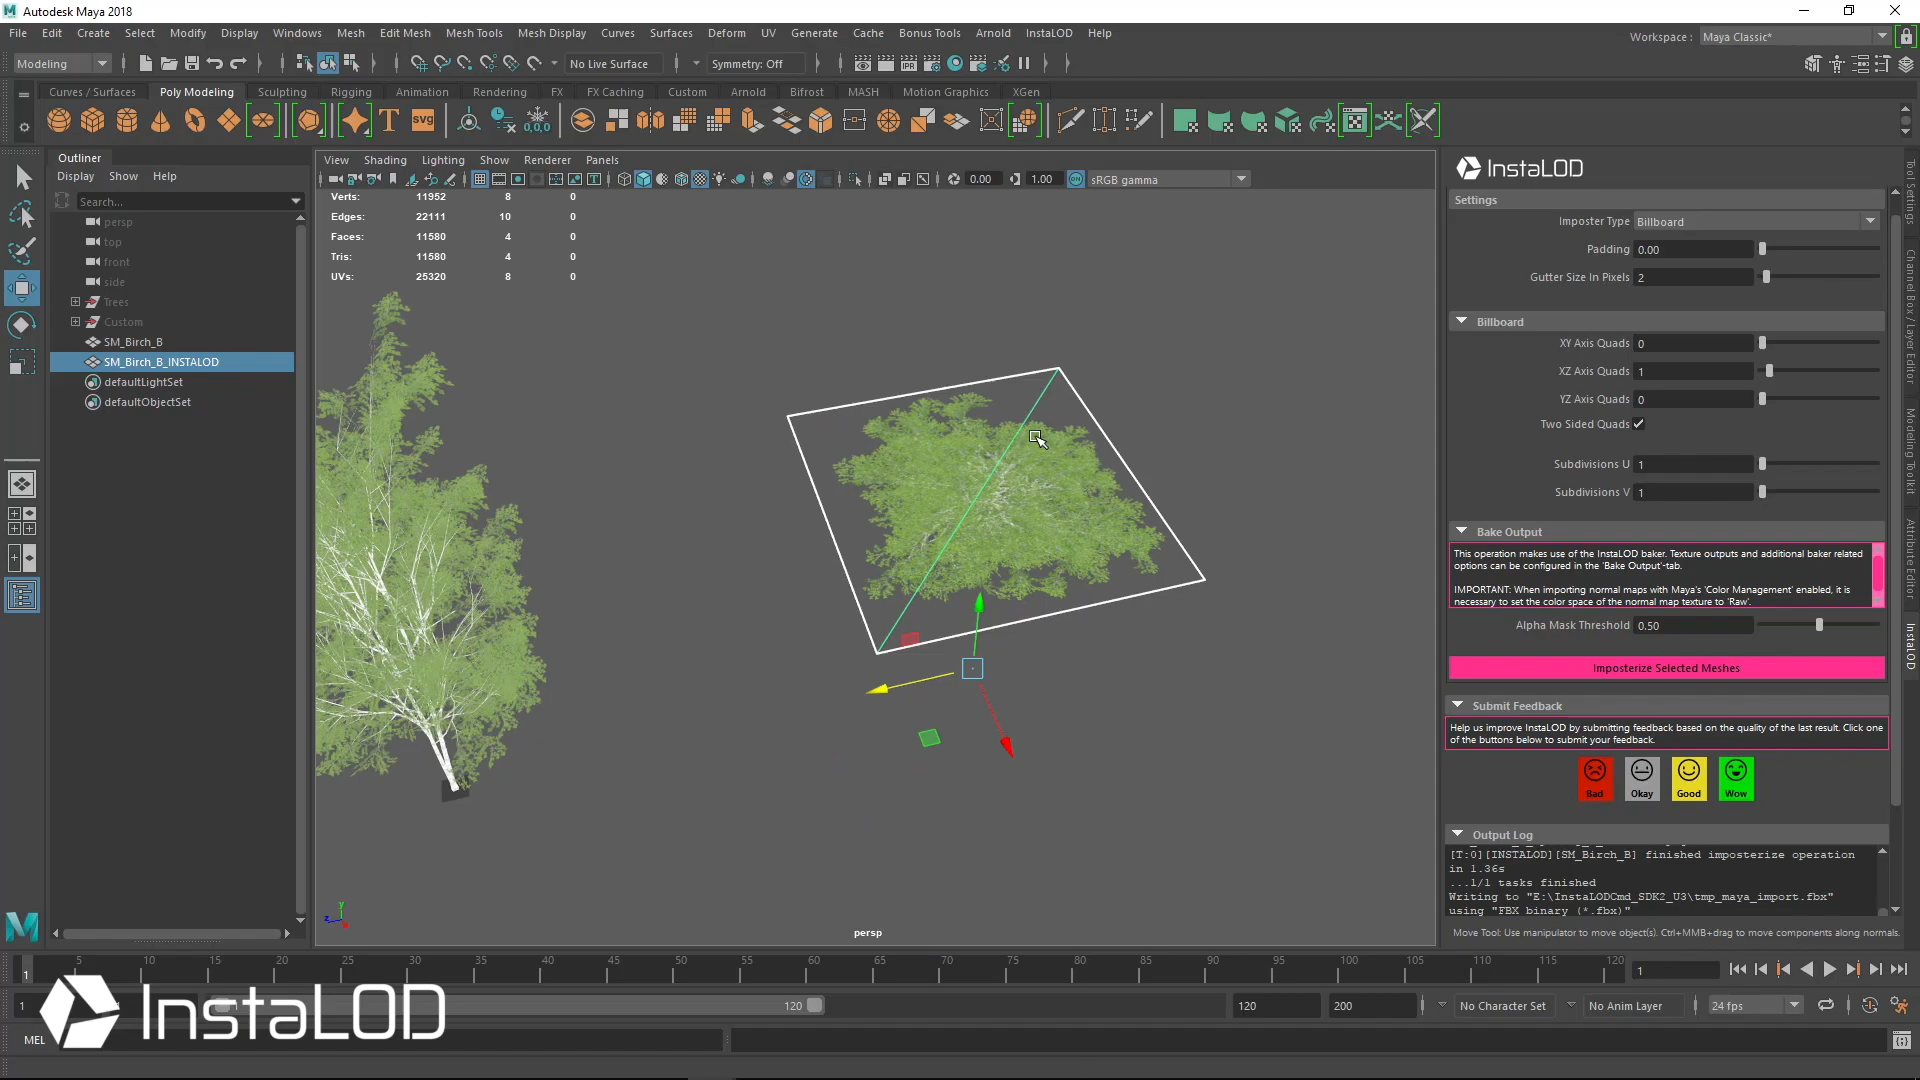 Autodesk Maya 2018
File Edit Create Select Modify Display Windows Mesh Edit Mesh Mesh Tools Mesh Display Curves Surfaces Deform UV Generate Cache Bonus Tools Arnold InstaLOD Help
Workspace : Maya Classic*
Modeling No Live Surface Symmetry: Off
Curves / Surfaces Poly Modeling Sculpting Rigging Animation Rendering FX FX Caching Custom Arnold Bifrost MASH Motion Graphics XGen
Outliner
Display Show Help
Search...
persp
top
front
side
Trees
Custom
SM_Birch_B
SM_Birch_B_INSTALOD
defaultLightSet
defaultObjectSet
View Shading Lighting Show Renderer Panels
0.00 1.00 sRGB gamma
Verts: 11952 8 0
Edges: 22111 10 0
Faces: 11580 4 0
Tris: 11580 4 0
UVs: 25320 8 0
persp
InstaLOD
Settings
Imposter Type Billboard
Padding 0.00
Gutter Size In Pixels 2
Billboard
XY Axis Quads 0
XZ Axis Quads 1
YZ Axis Quads 0
Two Sided Quads
Subdivisions U 1
Subdivisions V 1
Bake Output
This operation makes use of the InstaLOD baker. Texture outputs and additional baker related
options can be configured in the 'Bake Output'-tab.
IMPORTANT: When importing normal maps with Maya's 'Color Management' enabled, it is
necessary to set the color space of the normal map texture to 'Raw'.
Alpha Mask Threshold 0.50
Imposterize Selected Meshes
Submit Feedback
Help us improve InstaLOD by submitting feedback based on the quality of the last result. Click one
of the buttons below to submit your feedback.
Bad Okay Good Wow
Output Log
[T:0][INSTALOD][SM_Birch_B] finished imposterize operation
in 1.36s
...1/1 tasks finished
Writing to "E:\InstaLODCmd_SDK2_U3\tmp_maya_import.fbx"
using "FBX binary (*.fbx)"
Move Tool: Use manipulator to move object(s). Ctrl+MMB+drag to move components along normals.
Tool Settings
Channel Box / Layer Editor
Modeling Toolkit
Attribute Editor
InstaLOD
1 5 10 15 20 25 30 35 40 45 50 55 60 65 70 75 80 85 90 95 100 105 110 115 120 1
1 120 120 200 No Character Set No Anim Layer 24 fps
InstaLOD
MEL